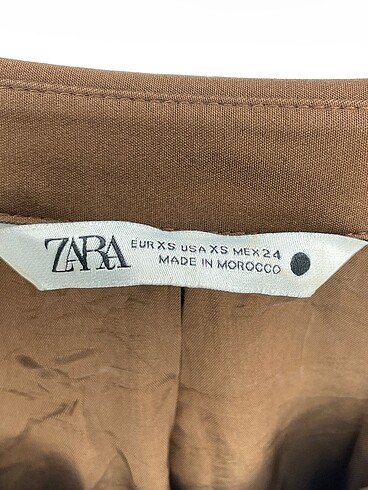 ZARA
EUR XS USA XS MEX 24
MADE IN MOROCCO